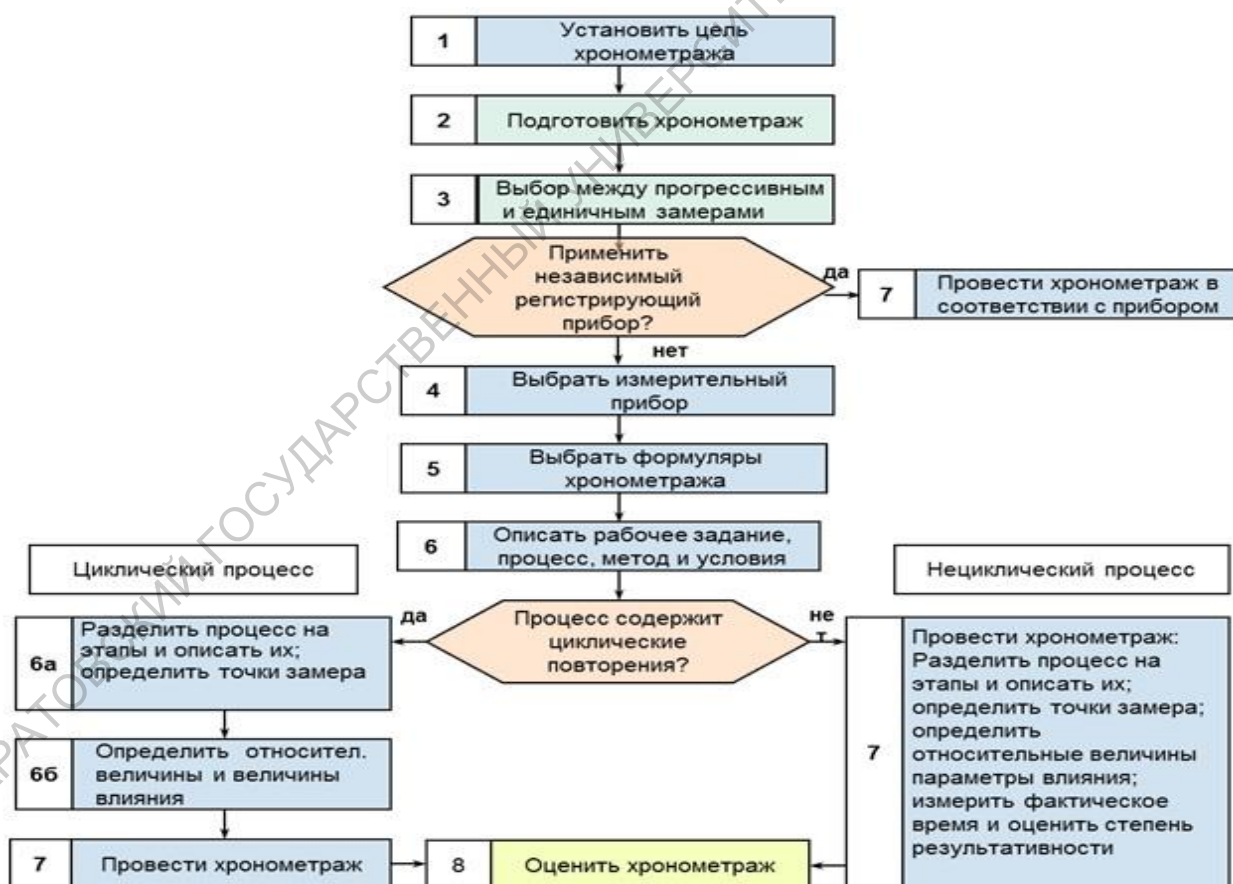 1
Установить цель
хронометража
2
Подготовить хронометраж
3
Выбор между прогрессивным
и единичным замерами
Применить
независимый
регистрирующий
прибор?
да
7
Провести хронометраж в
соответствии с прибором
нет
4
Выбрать измерительный
прибор
5
Выбрать формуляры
хронометража
6
Описать рабочее задание,
процесс, метод и условия
Циклический процесс
Нециклический процесс
Процесс содержит
циклические
повторения?
да
не
т
6а
Разделить процесс на
этапы и описать их;
определить точки замера
6б
Определить относител.
величины и величины
влияния
7
Провести хронометраж
7
Провести хронометраж:
Разделить процесс на
этапы и описать их;
определить точки замера;
определить
относительные величины
параметры влияния;
измерить фактическое
время и оценить степень
результативности
8
Оценить хронометраж
РАТОВСКИЙ ГОСУДАРСТВЕННЫЙ УНИВЕРСИТЕ